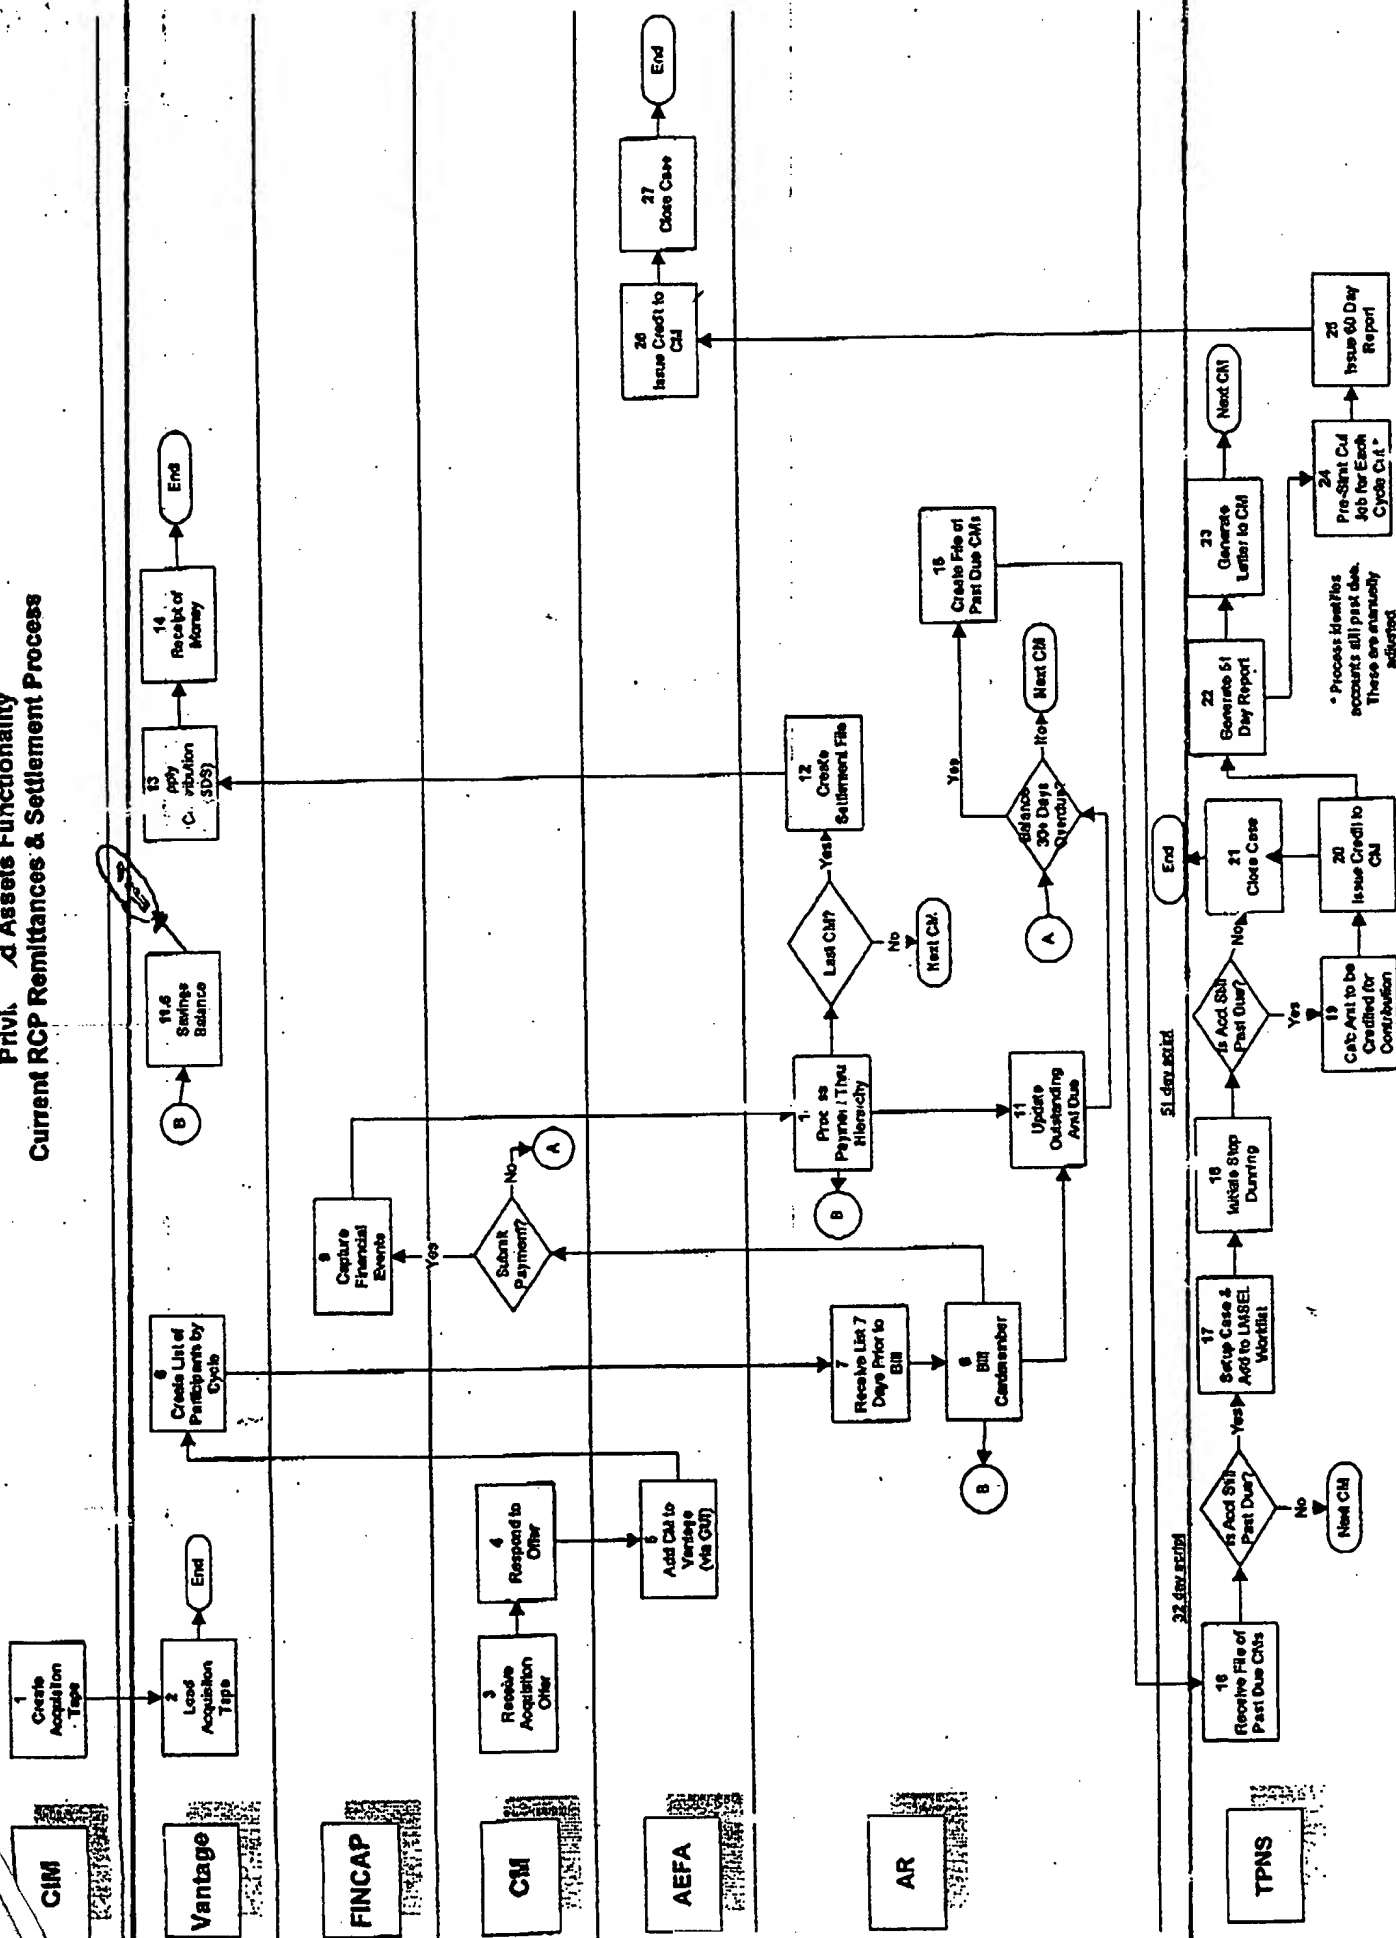 Assets Functionality
Current RCP Remittances & Settlement Process
CIM
1
Create
Acquisition
Tape
Vantage
2
Load
Acquisition
Tape
End
6
Create List of
Participants by
Cycle
B
11.5
Savings
Balance
13
(SDS)
14
Receipt of
Money
End
FINCAP
9
Capture
Financial
Events
CM
3
Receive
Acquisition
Offer
4
Respond to
Offer
Submit
Payment?
Yes
No
A
AEFA
5
Add CM to
Vantage
(via GUI)
26
Issue Credit to
CM
27
Close Case
End
AR
7
Receive List 7
Days Prior to
Bill
8
Bill
Cardmember
B
B
Payment Thru
Hierarchy
11
Update
Outstanding
Amt Due
Last CM?
Yes
No
Next CM
12
Create
Settlement File
A
Balance
30+ Days
Overdue?
No
Next CM
Yes
15
Create File of
Past Due CMs
TPNS
32 day script
16
Receive File of
Past Due CMs
Is Acct Still
Past Due?
Yes
No
Next CM
17
Setup Case &
Add to LMSEL
Worklist
18
Initiate Stop
Dunning
51 day script
Is Acct Still
Past Due?
No
Yes
19
Calc Amt to be
Credited for
Contribution
20
Issue Credit to
CM
21
Close Case
End
22
Generate 51
Day Report
23
Generate
Letter to CM
Next CM
24
Pre-Stmt Cut
Job for Each
Cycle Cut *
25
Issue 60 Day
Report
* Process identifies
accounts still past due.
These are manually
adjusted